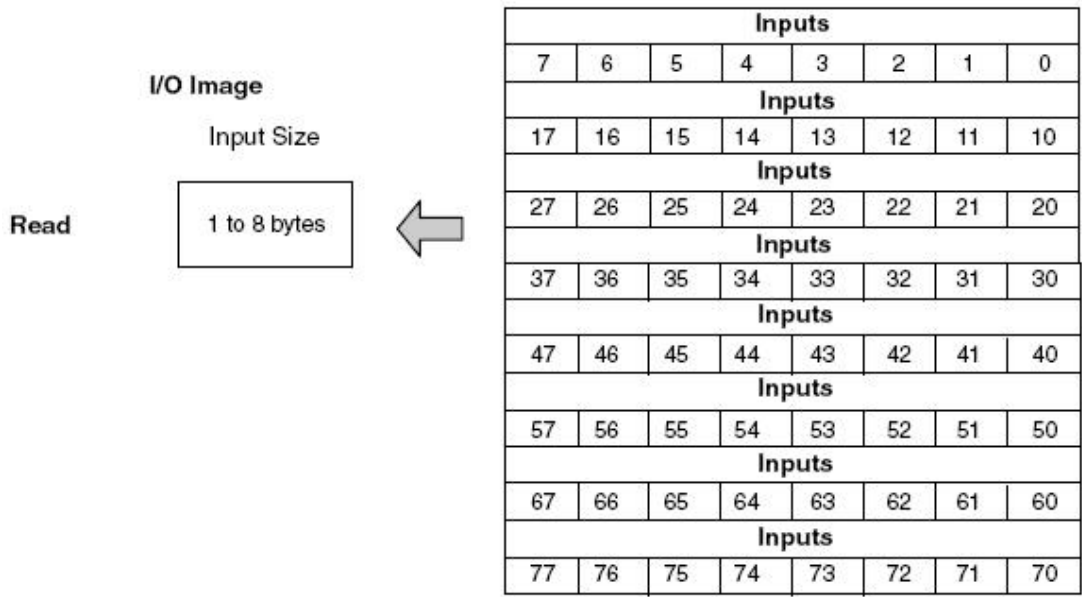 Inputs
7 6 5 4 3 2 1 0
I/O Image
Inputs
Input Size
17 16 15 14 13 12 11 10
Inputs
Read
1 to 8 bytes
27 26 25 24 23 22 21 20
Inputs
37 36 35 34 33 32 31 30
Inputs
47 46 45 44 43 42 41 40
Inputs
57 56 55 54 53 52 51 50
Inputs
67 66 65 64 63 62 61 60
Inputs
77 76 75 74 73 72 71 70